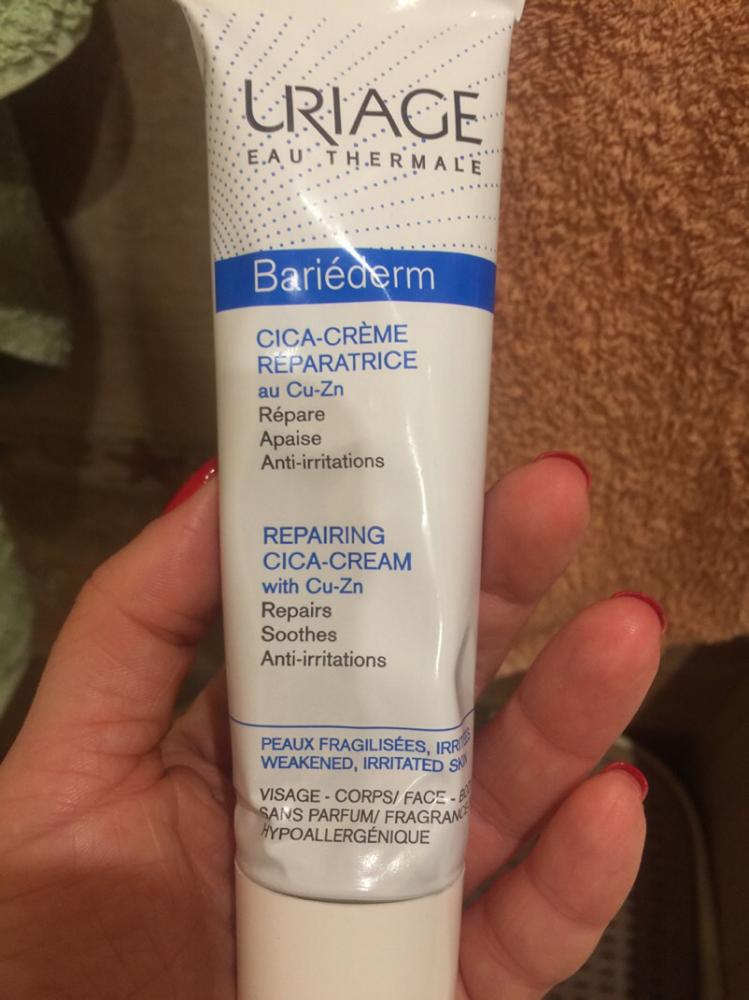 URIAGE
EAU THERMALE
Bariéderm
CICA-CRÈME
RÉPARATRICE
au Cu-Zn
Répare
Apaise
Anti-irritations
REPAIRING
CICA-CREAM
with Cu-Zn
Repairs
Soothes
Anti-irritations
PEAUX FRAGILISÉES,
WEAKENED, IRRITATED SKIN
VISAGE - CORPS/ FACE -
SANS PARFUM/ FRAGRANCE
HYPOALLERGÉNIQUE